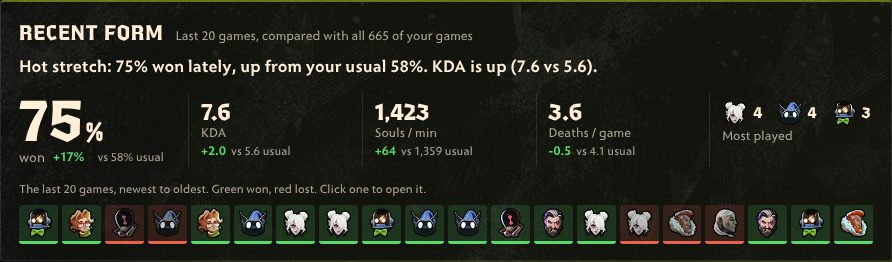 RECENT FORM Last 20 games, compared with all 665 of your games
Hot stretch: 75% won lately, up from your usual 58%. KDA is up (7.6 vs 5.6).
75%
won +17% vs 58% usual
7.6
KDA
+2.0 vs 5.6 usual
1,423
Souls / min
+64 vs 1,359 usual
3.6
Deaths / game
-0.5 vs 4.1 usual
4 4 3
Most played
The last 20 games, newest to oldest. Green won, red lost. Click one to open it.